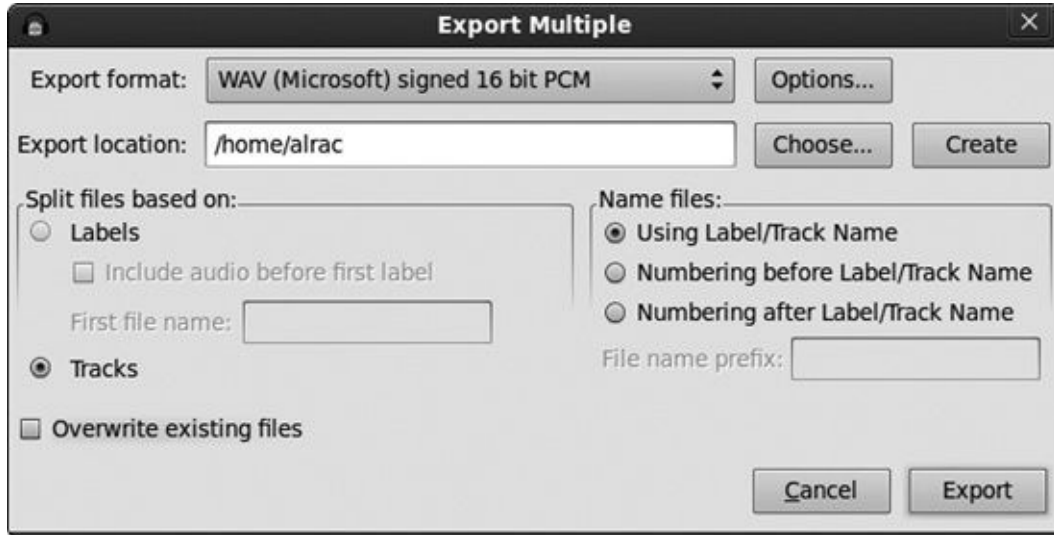 Export Multiple
Export format: WAV (Microsoft) signed 16 bit PCM Options...
Export location: /home/alrac Choose... Create
Split files based on:
Labels
Include audio before first label
First file name:
Tracks
Overwrite existing files
Name files:
Using Label/Track Name
Numbering before Label/Track Name
Numbering after Label/Track Name
File name prefix:
Cancel Export